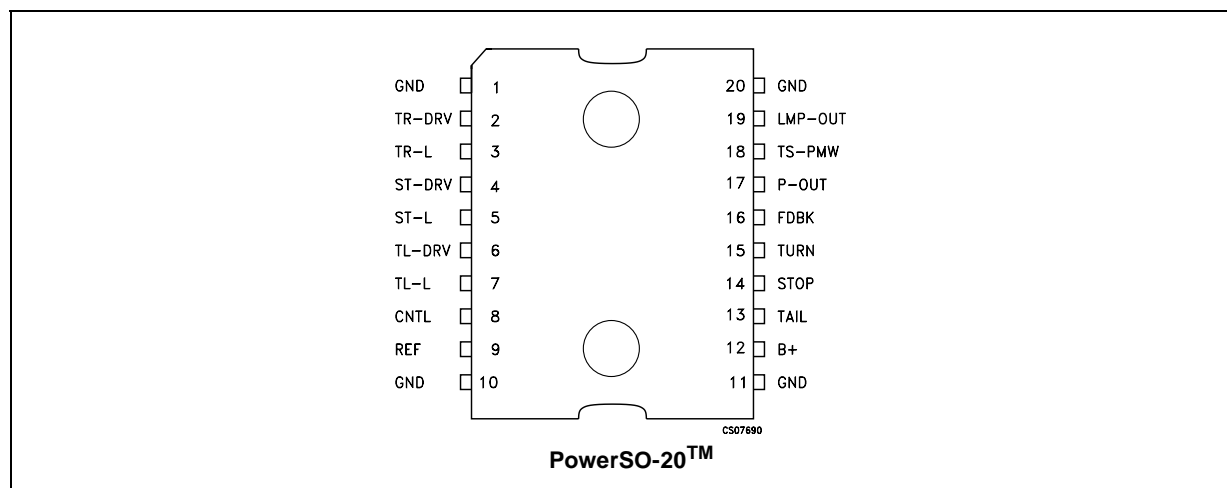 GND 1 20 GND
TR-DRV 2 19 LMP-OUT
TR-L 3 18 TS-PMW
ST-DRV 4 17 P-OUT
ST-L 5 16 FDBK
TL-DRV 6 15 TURN
TL-L 7 14 STOP
CNTL 8 13 TAIL
REF 9 12 B+
GND 10 11 GND
CS07690
PowerSO-20TM